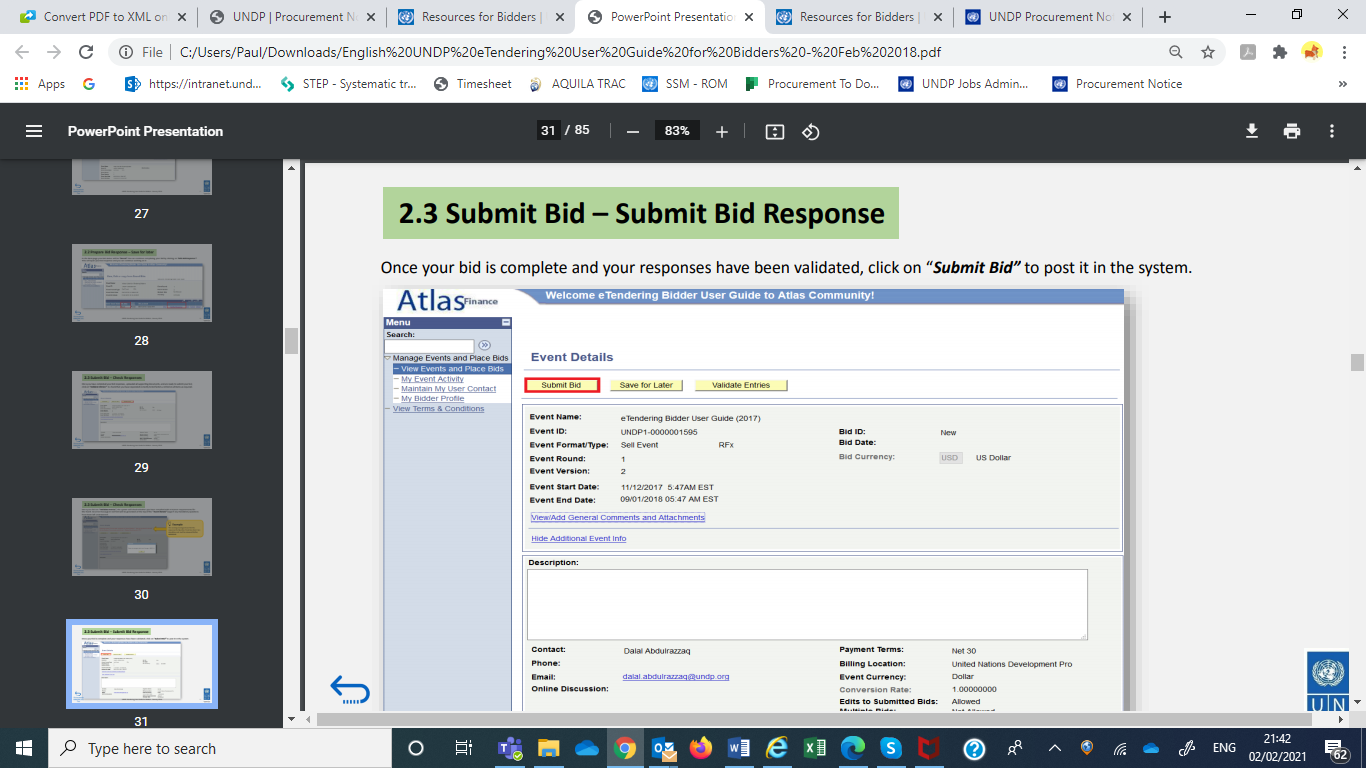 Convert PDF to XML on
UNDP | Procurement N
Resources for Bidders |
PowerPoint Presentatio
Resources for Bidders |
UNDP Procurement No
File | C:/Users/Paul/Downloads/English%20UNDP%20eTendering%20User%20Guide%20for%20Bidders%20-%20Feb%202018.pdf
Apps
https://intranet.und...
STEP - Systematic tr...
Timesheet
AQUILA TRAC
SSM - ROM
Procurement To Do...
UNDP Jobs Admin...
Procurement Notice
»
PowerPoint Presentation
31 / 85
83%
27
28
29
30
31
2.3 Submit Bid – Submit Bid Response
Once your bid is complete and your responses have been validated, click on “Submit Bid” to post it in the system.
Atlas Finance
Welcome eTendering Bidder User Guide to Atlas Community!
Menu
Search:
Manage Events and Place Bids
– View Events and Place Bids
– My Event Activity
– Maintain My User Contact
– My Bidder Profile
– View Terms & Conditions
Event Details
Submit Bid
Save for Later
Validate Entries
Event Name: eTendering Bidder User Guide (2017)
Event ID: UNDP1-0000001595
Event Format/Type: Sell Event RFx
Event Round: 1
Event Version: 2
Event Start Date: 11/12/2017 5:47AM EST
Event End Date: 09/01/2018 05:47 AM EST
Bid ID: New
Bid Date:
Bid Currency: USD US Dollar
View/Add General Comments and Attachments
Hide Additional Event Info
Description:
Contact: Dalal Abdulrazzaq
Phone:
Email: dalal.abdulrazzaq@undp.org
Online Discussion:
Payment Terms: Net 30
Billing Location: United Nations Development Pro
Event Currency: Dollar
Conversion Rate: 1.00000000
Edits to Submitted Bids: Allowed
Multiple Bids: Not Allowed
U N
Type here to search
ENG
21:42
02/02/2021
62